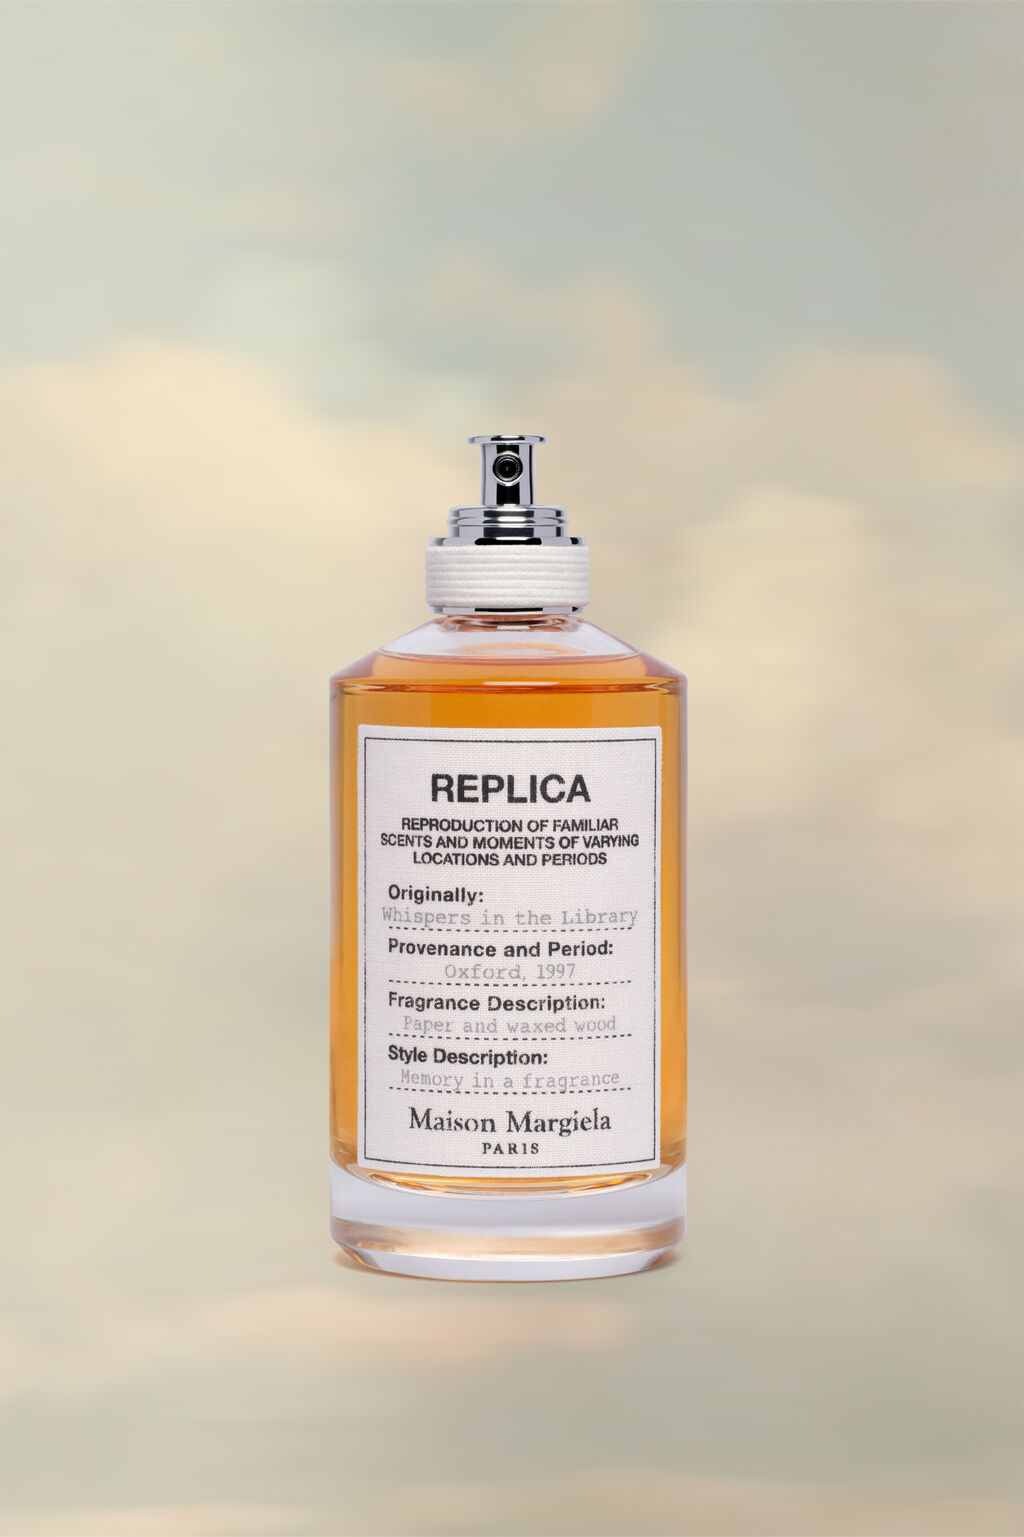 REPLICA
REPRODUCTION OF FAMILIAR
SCENTS AND MOMENTS OF VARYING
LOCATIONS AND PERIODS
Originally:
Whispers in the Library
Provenance and Period:
Oxford, 1997
Fragrance Description:
Paper and waxed wood
Style Description:
Memory in a fragrance
Maison Margiela
PARIS